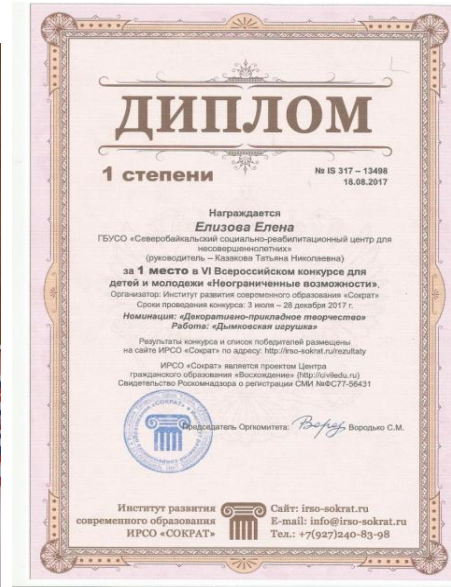 ДИПЛОМ
1 степени
№ IS 317 – 13498
18.08.2017
Награждается
Елизова Елена
ГБУСО «Северобайкальский социально-реабилитационный центр для
несовершеннолетних»
(руководитель – Казакова Татьяна Николаевна)
за 1 место в VI Всероссийском конкурсе для
детей и молодежи «Неограниченные возможности».
Организатор: Институт развития современного образования «Сократ»
Сроки проведения конкурса: 3 июля – 28 декабря 2017 г.
Номинация: «Декоративно-прикладное творчество»
Работа: «Дымковская игрушка»
Результаты конкурса и список победителей размещены
на сайте ИРСО «Сократ» по адресу: http://irso-sokrat.ru/rezultaty
ИРСО «Сократ» является проектом Центра
гражданского образования «Восхождение» (http://civiledu.ru)
Свидетельство Роскомнадзора о регистрации СМИ №ФС77-56431
«СОКРАТ»
Председатель Оргкомитета: Вородько С.М.
Институт развития
современного образования
ИРСО «СОКРАТ»
Сайт: irso-sokrat.ru
E-mail: info@irso-sokrat.ru
Тел.: +7(927)240-83-98